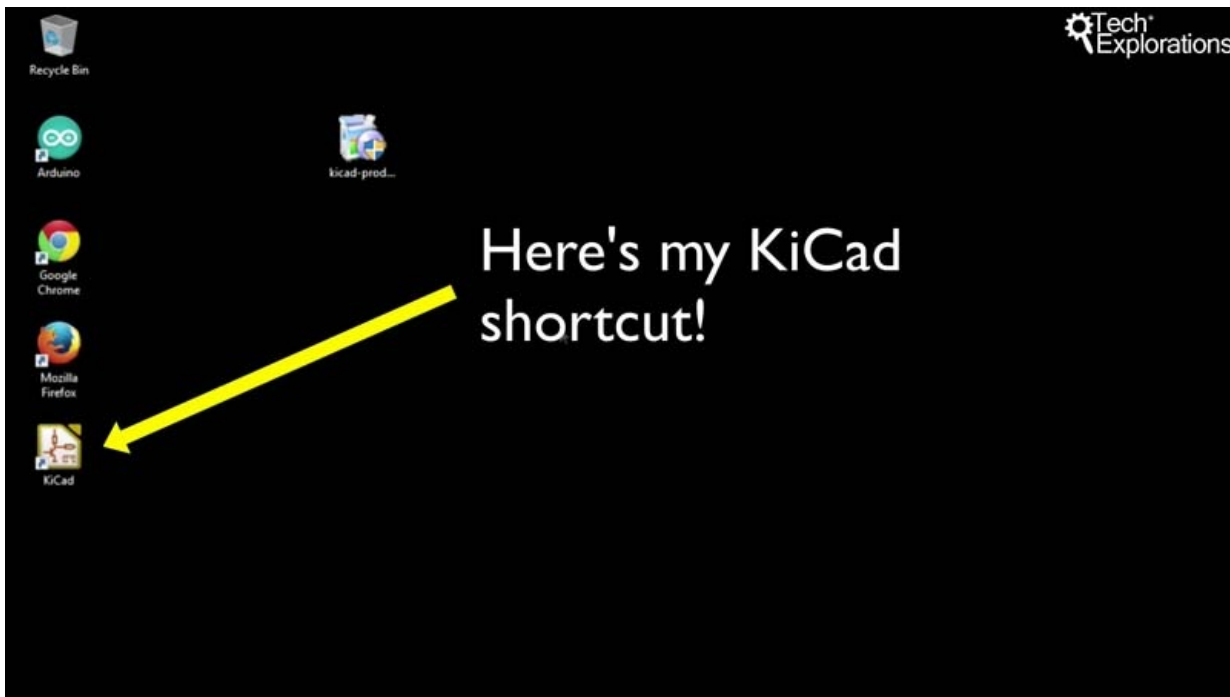 Tech
Explorations
Recycle Bin
Arduino
kicad-prod...
Google
Chrome
Here's my KiCad
shortcut!
Mozilla
Firefox
KiCad